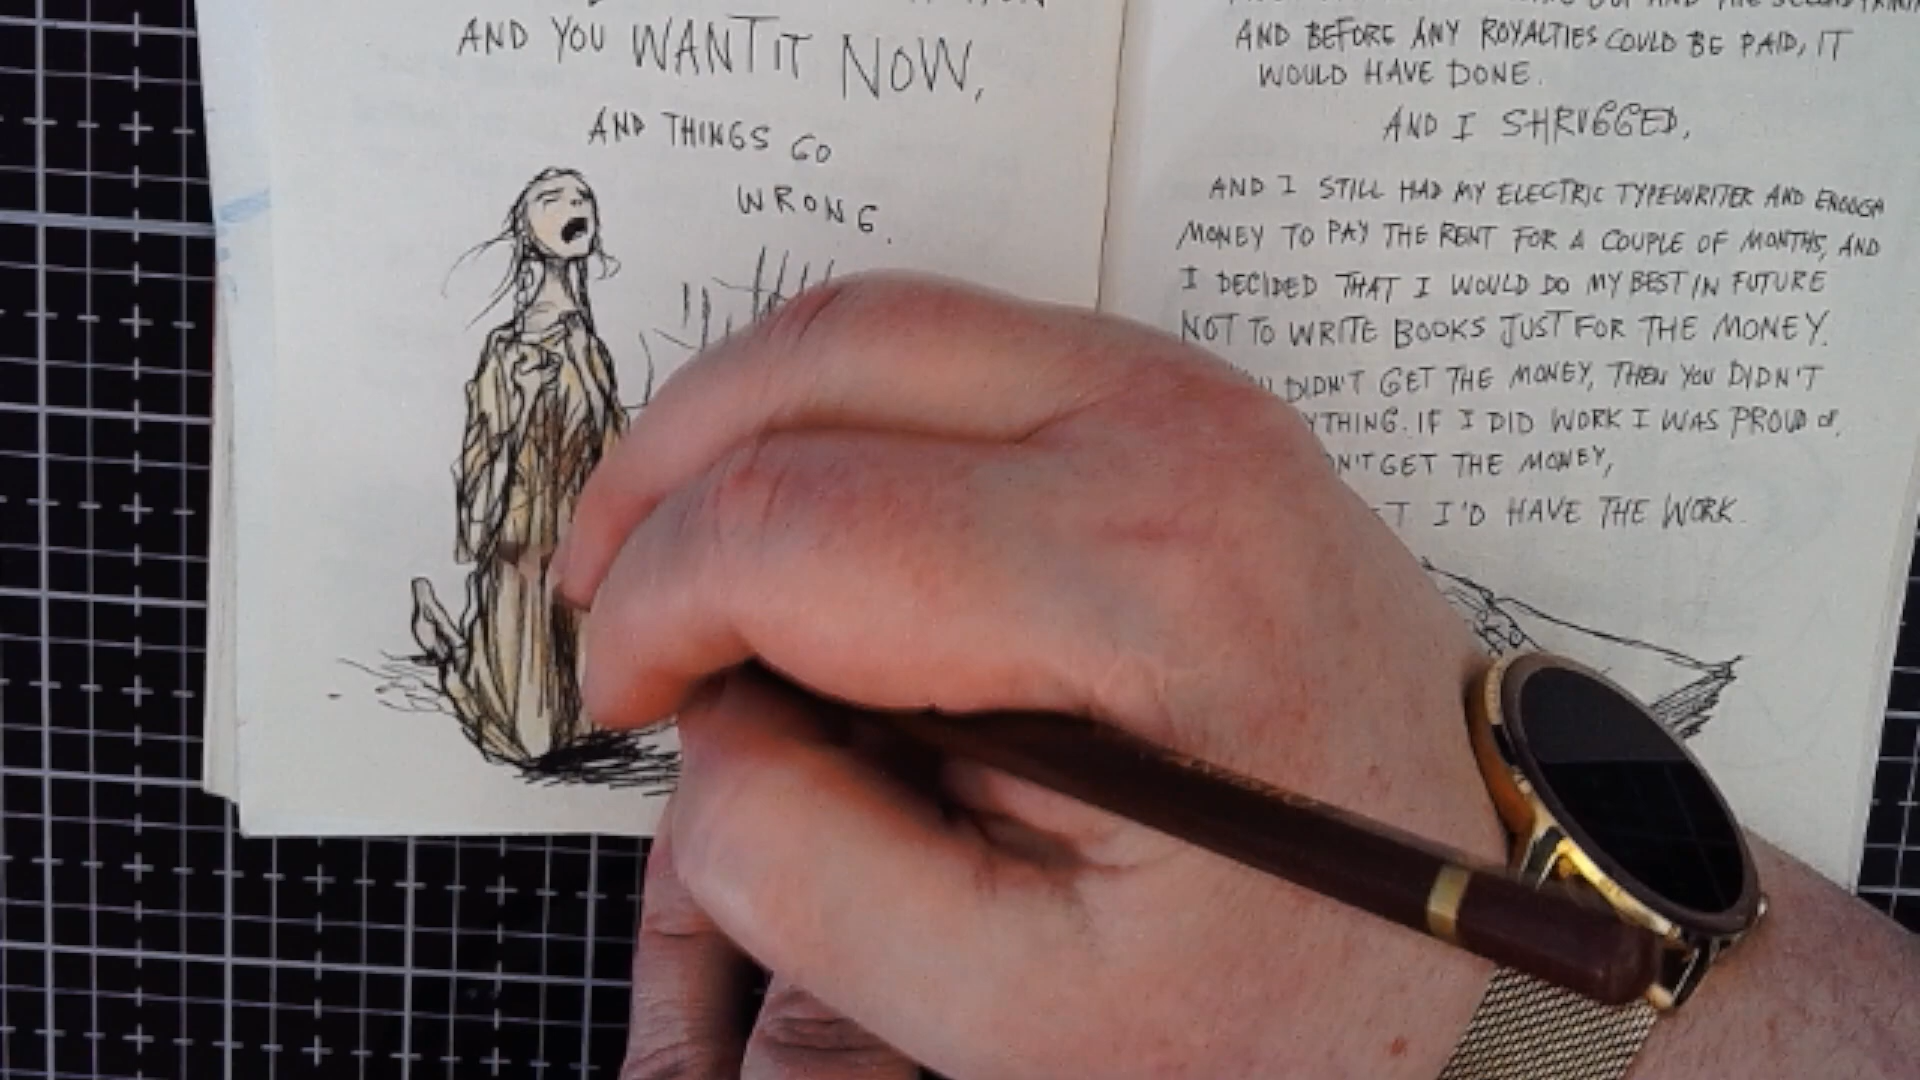 AND YOU WANT IT NOW,
AND THINGS GO
WRONG.
AND THE SECOND
AND BEFORE ANY ROYALTIES COULD BE PAID, IT
WOULD HAVE DONE.
AND I SHRUGGED,
AND I STILL HAD MY ELECTRIC TYPEWRITER AND ENOUGH
MONEY TO PAY THE RENT FOR A COUPLE OF MONTHS, AND
I DECIDED THAT I WOULD DO MY BEST IN FUTURE
NOT TO WRITE BOOKS JUST FOR THE MONEY.
DIDN'T GET THE MONEY, THEN YOU DIDN'T
YTHING. IF I DID WORK I WAS PROUD OF,
N'T GET THE MONEY,
T I'D HAVE THE WORK.